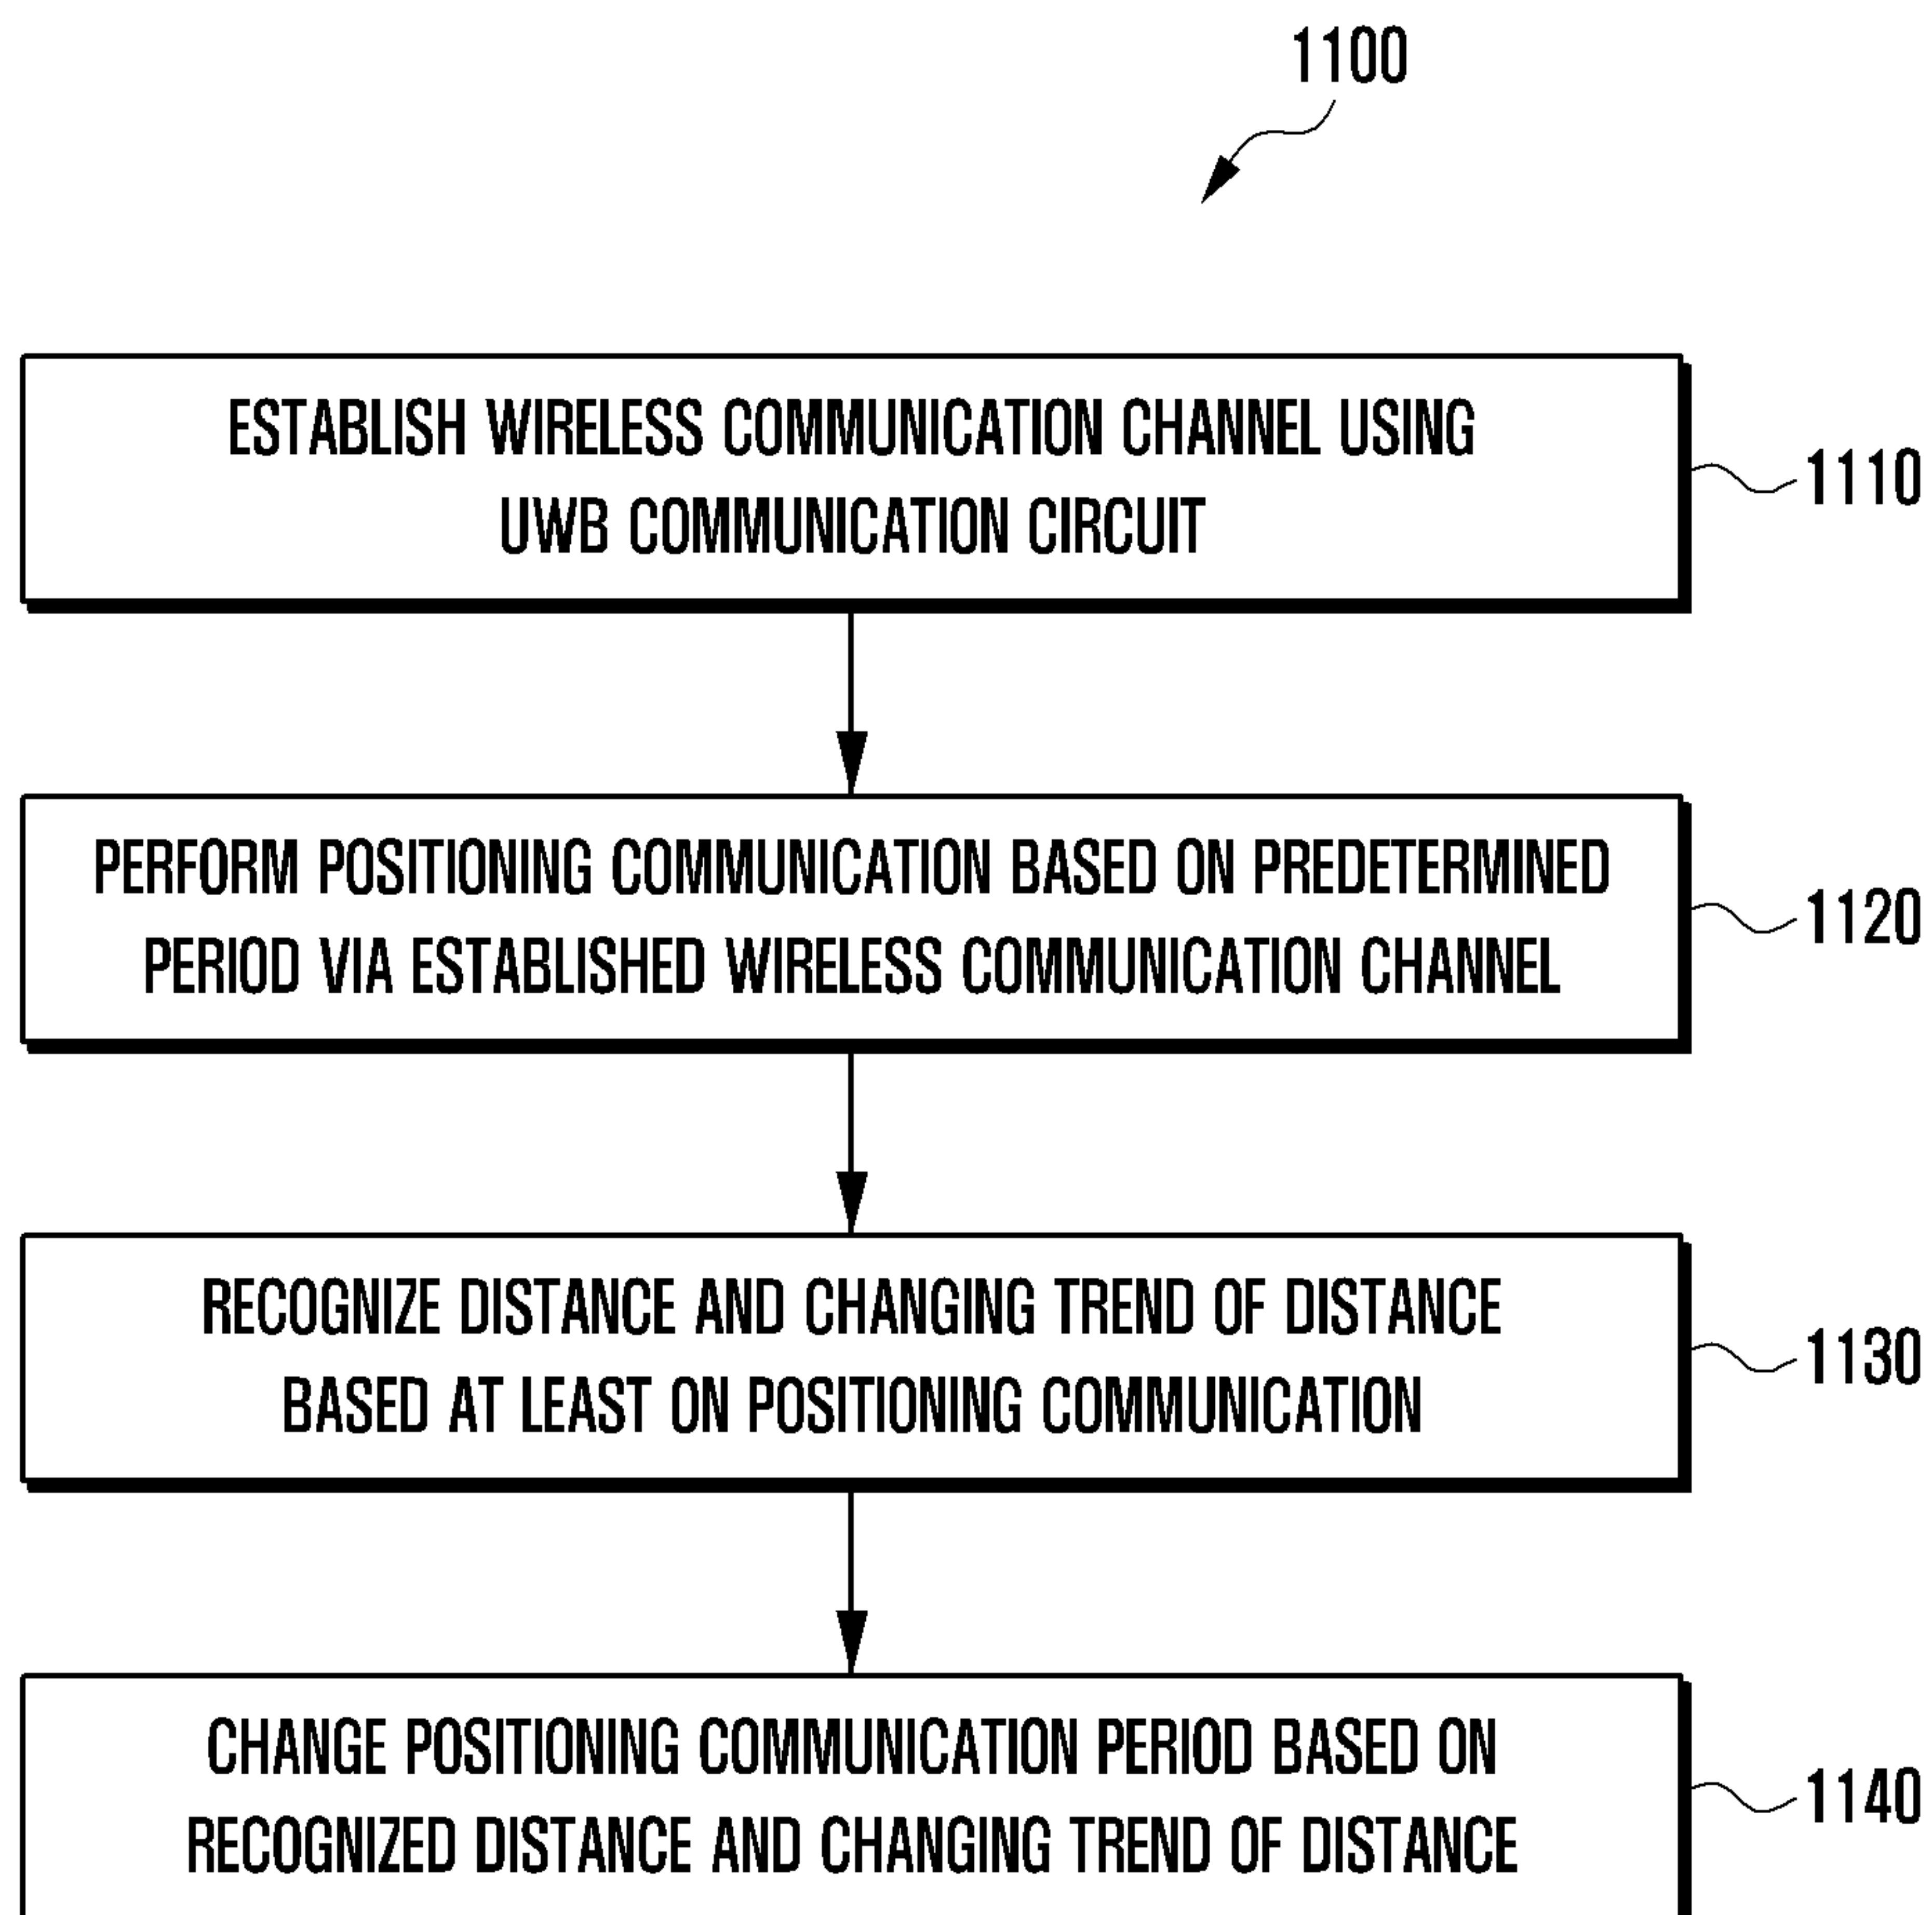 1100
ESTABLISH WIRELESS COMMUNICATION CHANNEL USING
UWB COMMUNICATION CIRCUIT
1110
PERFORM POSITIONING COMMUNICATION BASED ON PREDETERMINED
PERIOD VIA ESTABLISHED WIRELESS COMMUNICATION CHANNEL
1120
RECOGNIZE DISTANCE AND CHANGING TREND OF DISTANCE
BASED AT LEAST ON POSITIONING COMMUNICATION
1130
CHANGE POSITIONING COMMUNICATION PERIOD BASED ON
RECOGNIZED DISTANCE AND CHANGING TREND OF DISTANCE
1140